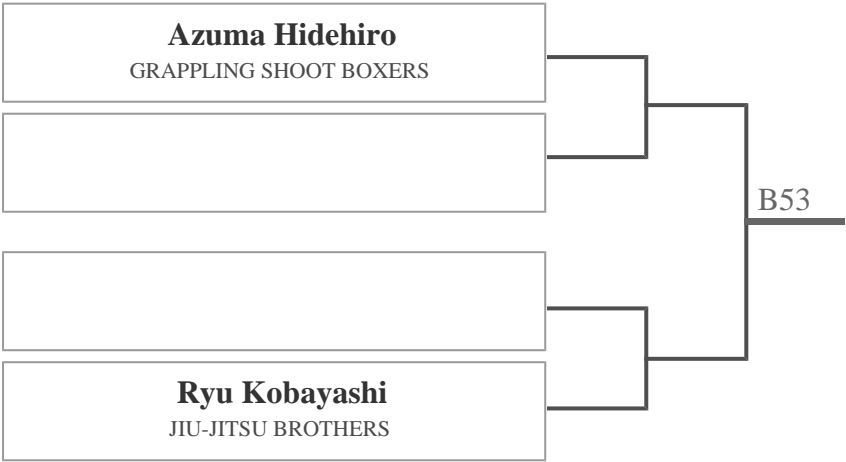 Azuma Hidehiro
GRAPPLING SHOOT BOXERS
B53
Ryu Kobayashi
JIU-JITSU BROTHERS